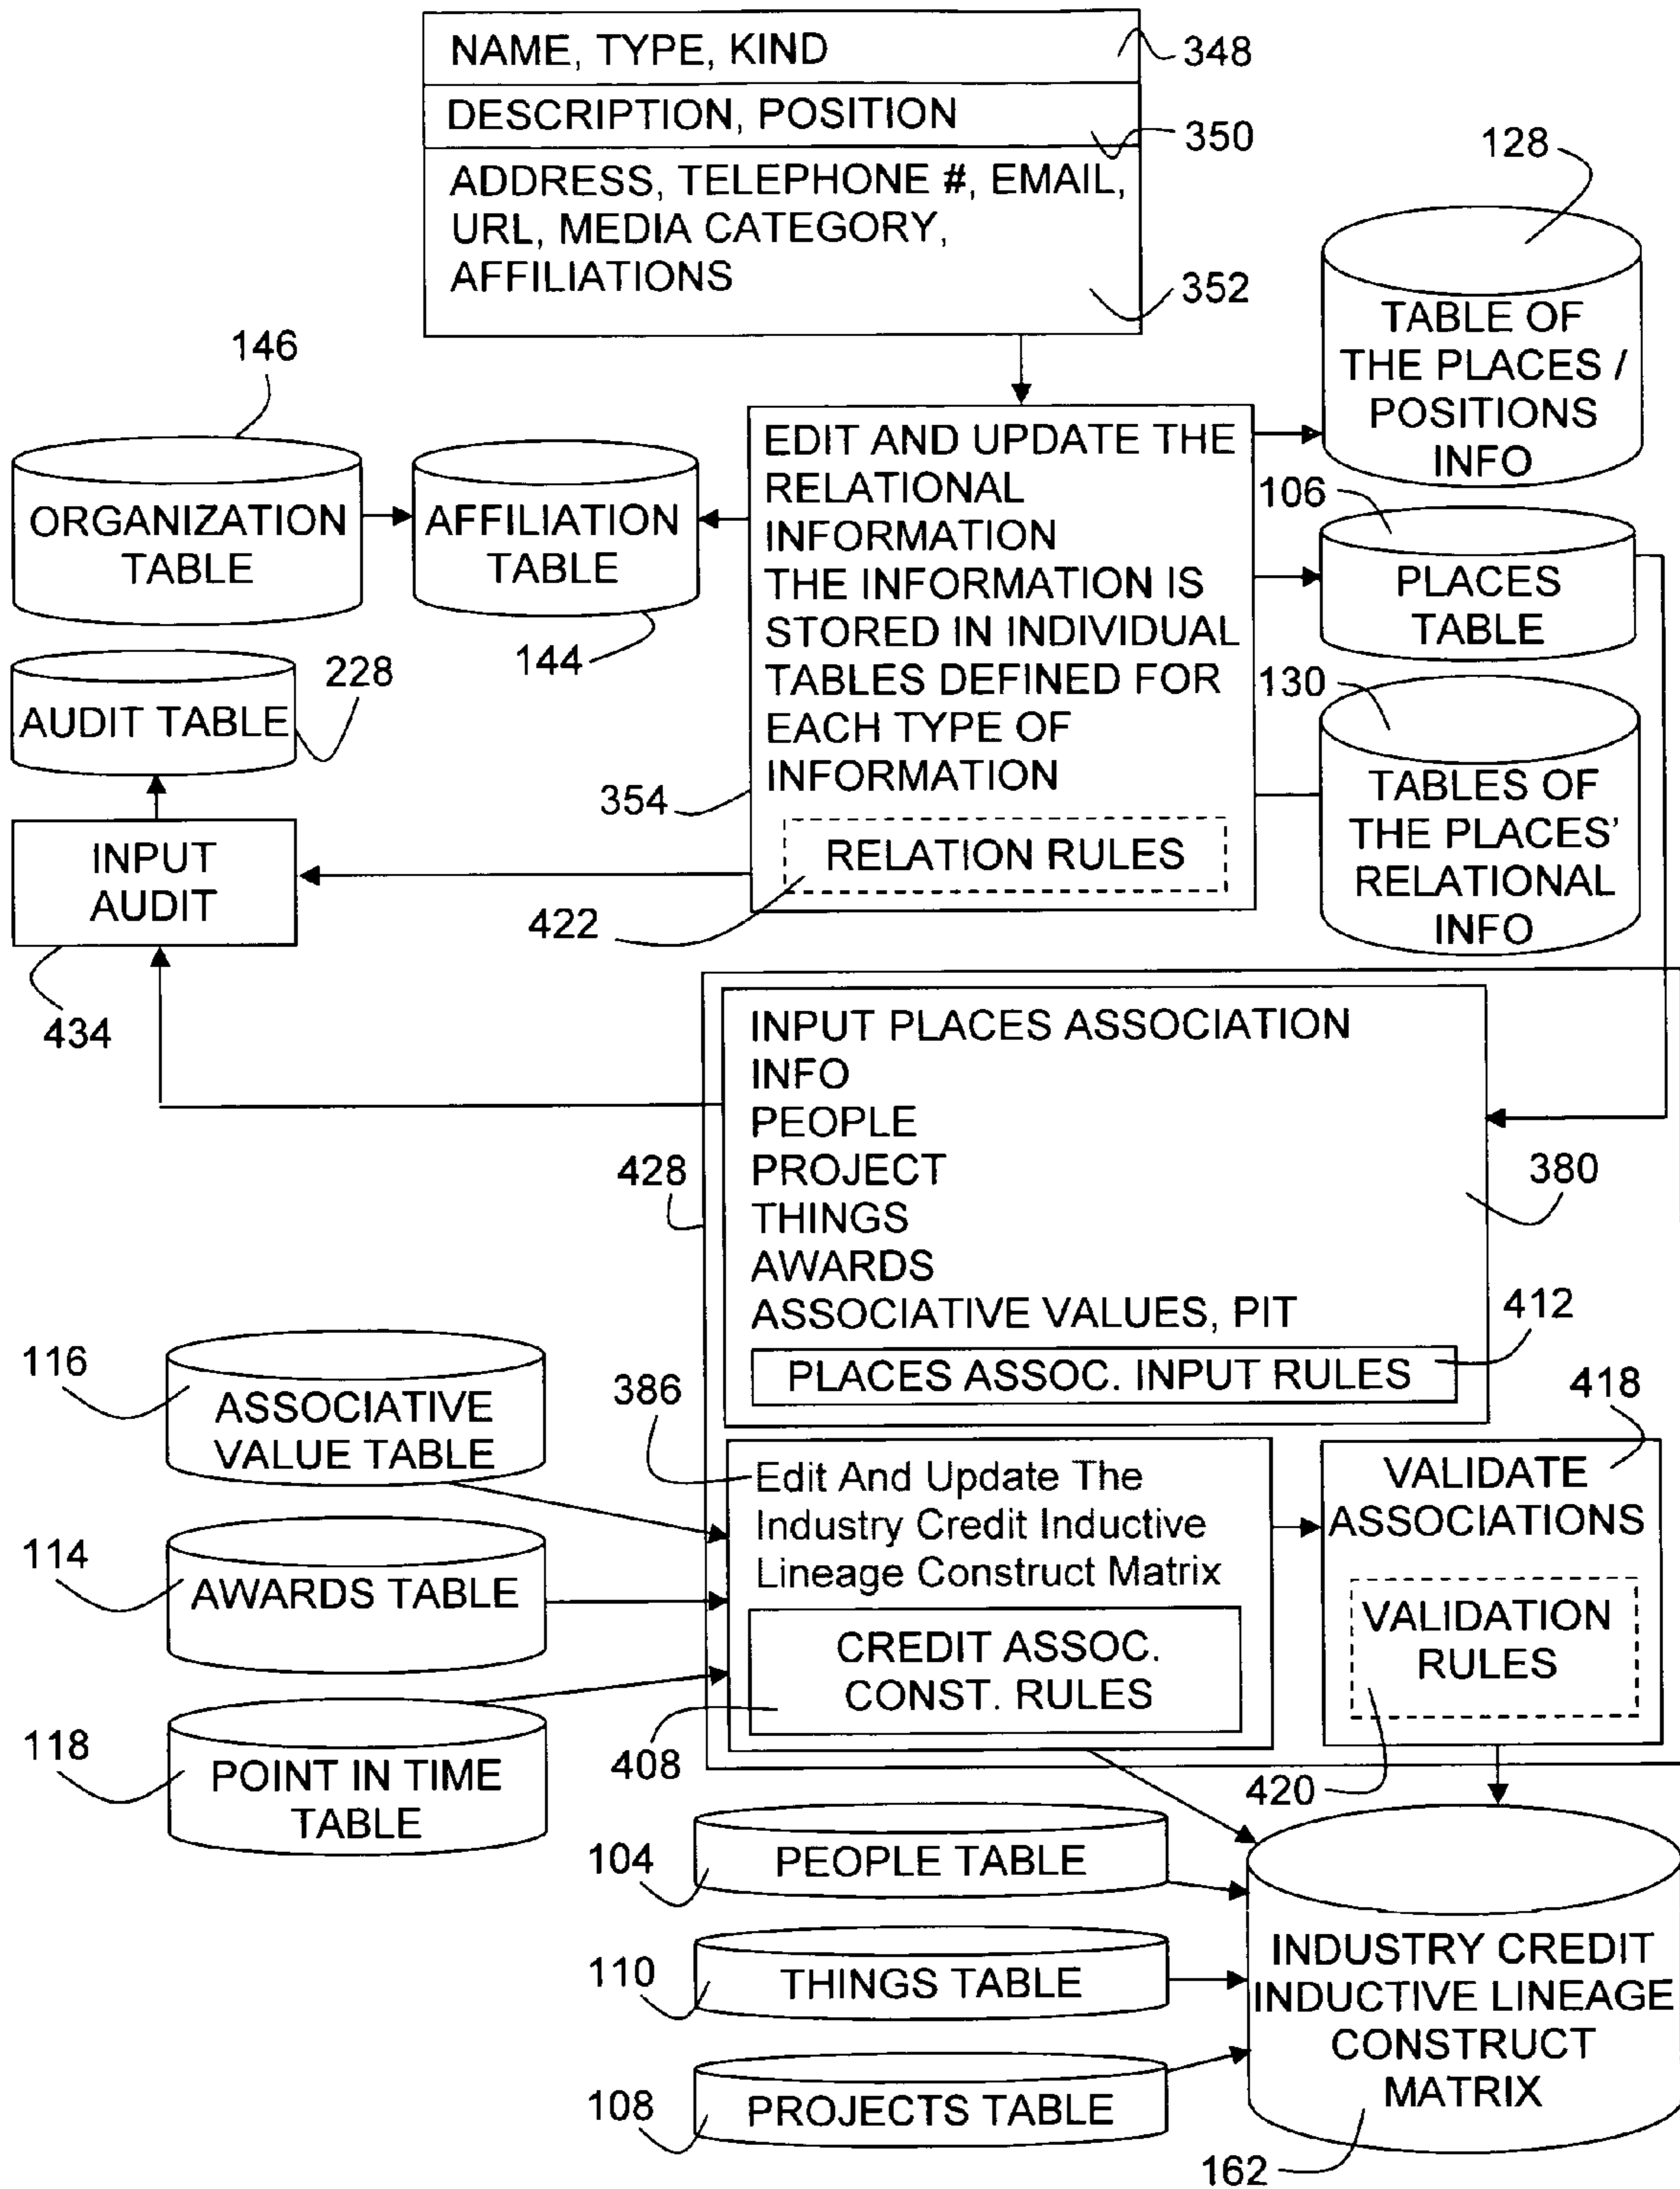 NAME, TYPE, KIND
348
DESCRIPTION, POSITION
350
ADDRESS, TELEPHONE #, EMAIL,
URL, MEDIA CATEGORY,
AFFILIATIONS
352
128
TABLE OF
THE PLACES /
POSITIONS
INFO
146
ORGANIZATION
TABLE
AFFILIATION
TABLE
144
EDIT AND UPDATE THE
RELATIONAL
INFORMATION
THE INFORMATION IS
STORED IN INDIVIDUAL
TABLES DEFINED FOR
EACH TYPE OF
INFORMATION
354
RELATION RULES
422
106
PLACES
TABLE
130
TABLES OF
THE PLACES'
RELATIONAL
INFO
228
AUDIT TABLE
INPUT
AUDIT
434
INPUT PLACES ASSOCIATION
INFO
PEOPLE
PROJECT
THINGS
AWARDS
ASSOCIATIVE VALUES, PIT
428
380
412
PLACES ASSOC. INPUT RULES
116
ASSOCIATIVE
VALUE TABLE
386
Edit And Update The
Industry Credit Inductive
Lineage Construct Matrix
CREDIT ASSOC.
CONST. RULES
408
418
VALIDATE
ASSOCIATIONS
VALIDATION
RULES
420
114
AWARDS TABLE
118
POINT IN TIME
TABLE
104
PEOPLE TABLE
110
THINGS TABLE
108
PROJECTS TABLE
INDUSTRY CREDIT
INDUCTIVE LINEAGE
CONSTRUCT
MATRIX
162